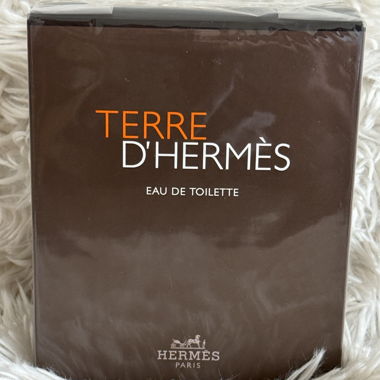 TERRE
D'HERMÈS
EAU DE TOILETTE
HERMÈS
PARIS